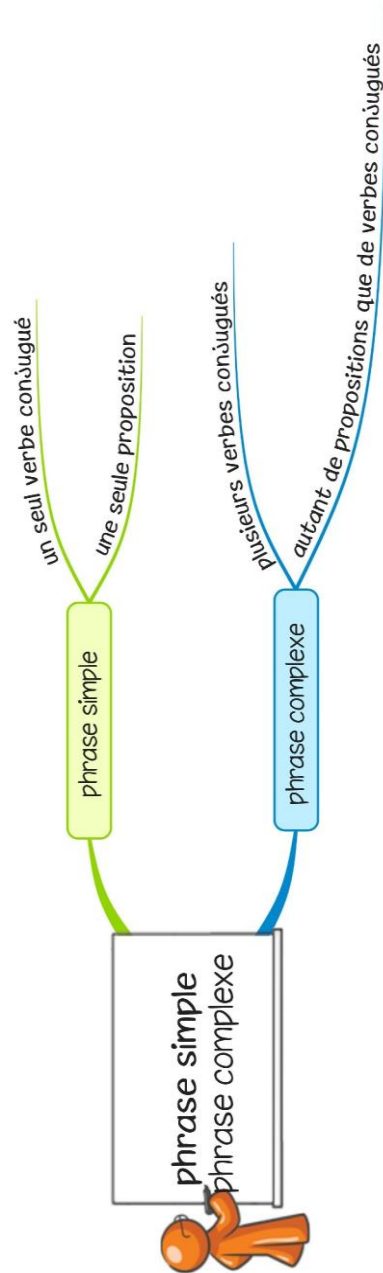 phrase simple
phrase complexe
phrase simple
un seul verbe conjugué
une seule proposition
phrase complexe
plusieurs verbes conjugués
autant de propositions que de verbes conjugués